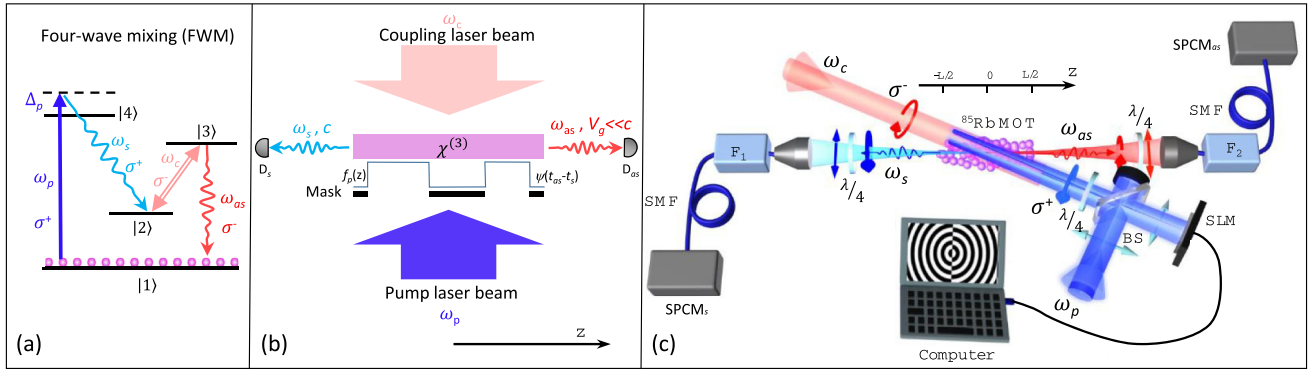 Four-wave mixing (FWM)
Δp
|4⟩
ωs
|3⟩
σ+
ωc
σ-
ωp
ωas
σ+
σ-
|2⟩
|1⟩
(a)
ωc
Coupling laser beam
ωs , c
ωas, Vg<<c
χ(3)
Ds
Das
fp(z)
ψ(tas-ts)
Mask
Pump laser beam
ωp
z
(b)
SPCMas
ωc
-L/2
0
L/2
z
SMF
σ-
85RbMOT
ωas
λ/4
F1
F2
ωs
λ/4
σ+
λ/4
SLM
SMF
BS
SPCMs
ωp
Computer
(c)